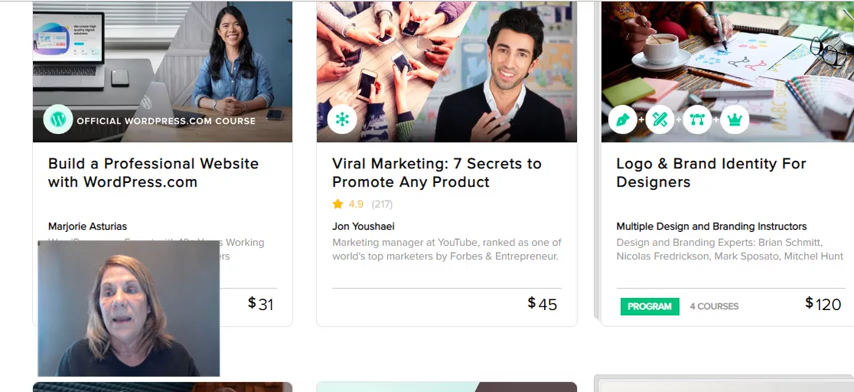 OFFICIAL WORDPRESS.COM COURSE
Build a Professional Website
with WordPress.com
Marjorie Asturias
Working
$31
Viral Marketing: 7 Secrets to
Promote Any Product
4.9 (217)
Jon Youshaei
Marketing manager at YouTube, ranked as one of
world's top marketers by Forbes & Entrepreneur.
$45
+ + +
Logo & Brand Identity For
Designers
Multiple Design and Branding Instructors
Design and Branding Experts: Brian Schmitt,
Nicolas Fredrickson, Mark Sposato, Mitchel Hunt
PROGRAM 4 COURSES $120